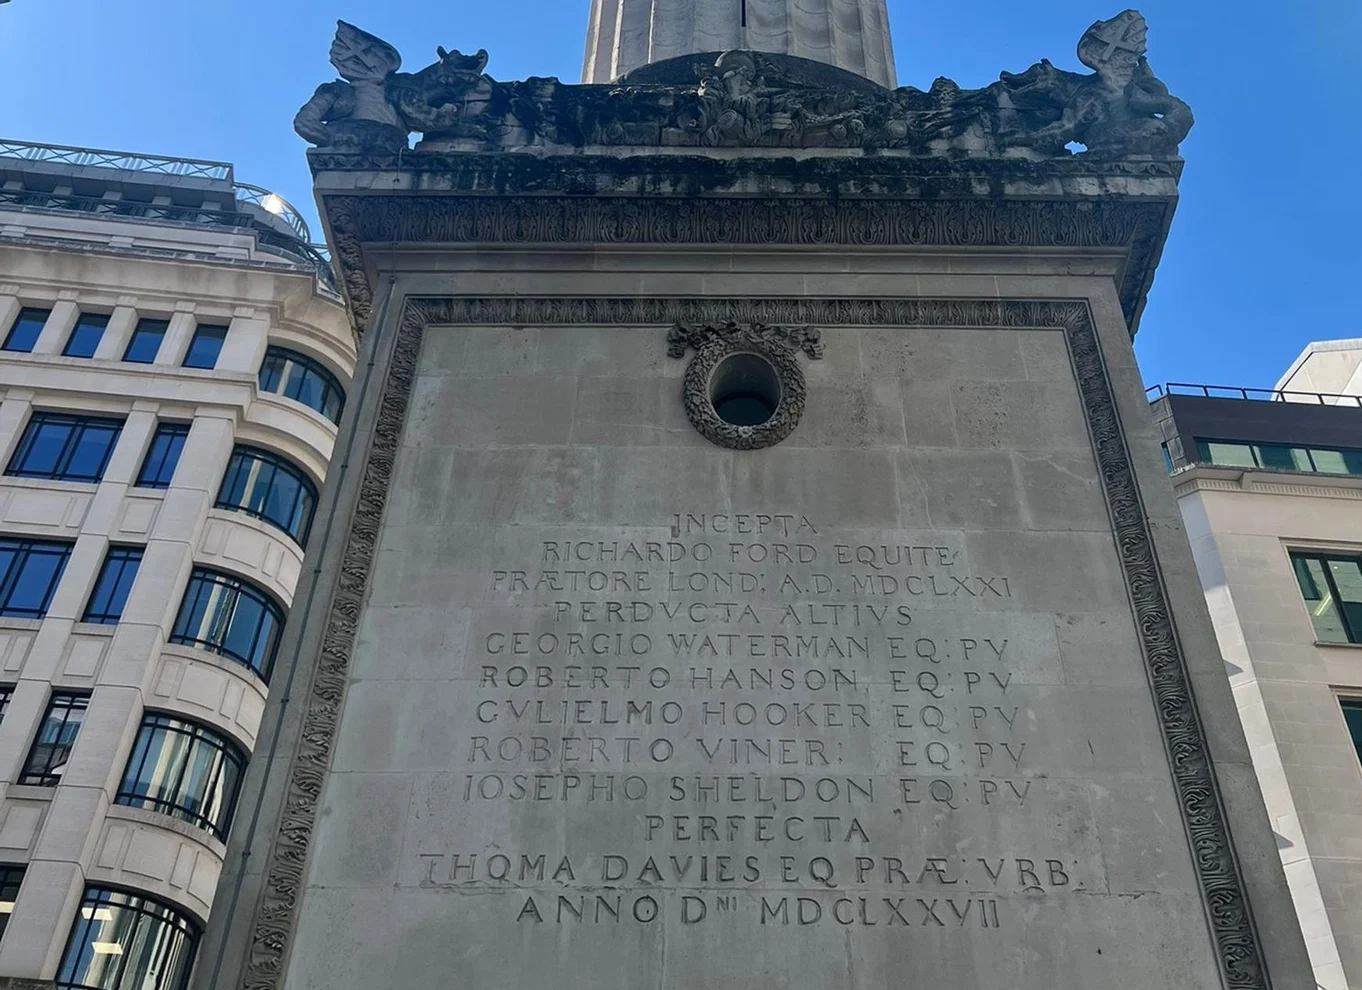 INCEPTA
RICHARDO FORD EQUITE
PRÆTORE LOND: A.D. MDCLXXI
PERDVCTA ALTIVS
GEORGIO WATERMAN EQ: PV
ROBERTO HANSON EQ: PV
GVLIELMO HOOKER EQ: PV
ROBERTO VINER: EQ: PV
IOSEPHO SHELDON EQ: PV
PERFECTA
THOMA DAVIES EQ PRÆ: VRB:
ANNO DNI MDCLXXVII